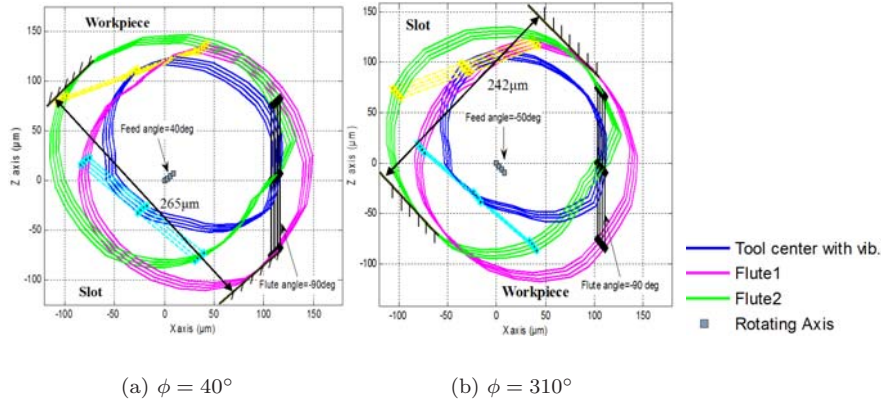 Workpiece
Z axis (μm)
150
100
50
0
-50
-100
Feed angle=40deg
265μm
Slot
Flute angle=-90deg
-100
-50
0
50
100
150
Xaxis (μm)
Slot
Z axis (μm)
150
100
50
0
-50
-100
242μm
Feed angle=-50deg
Workpiece
Flute angle=-90 deg
-100
-50
0
50
100
150
Xaxis (μm)
Tool center with vib.
Flute1
Flute2
Rotating Axis
(a) ϕ = 40°
(b) ϕ = 310°